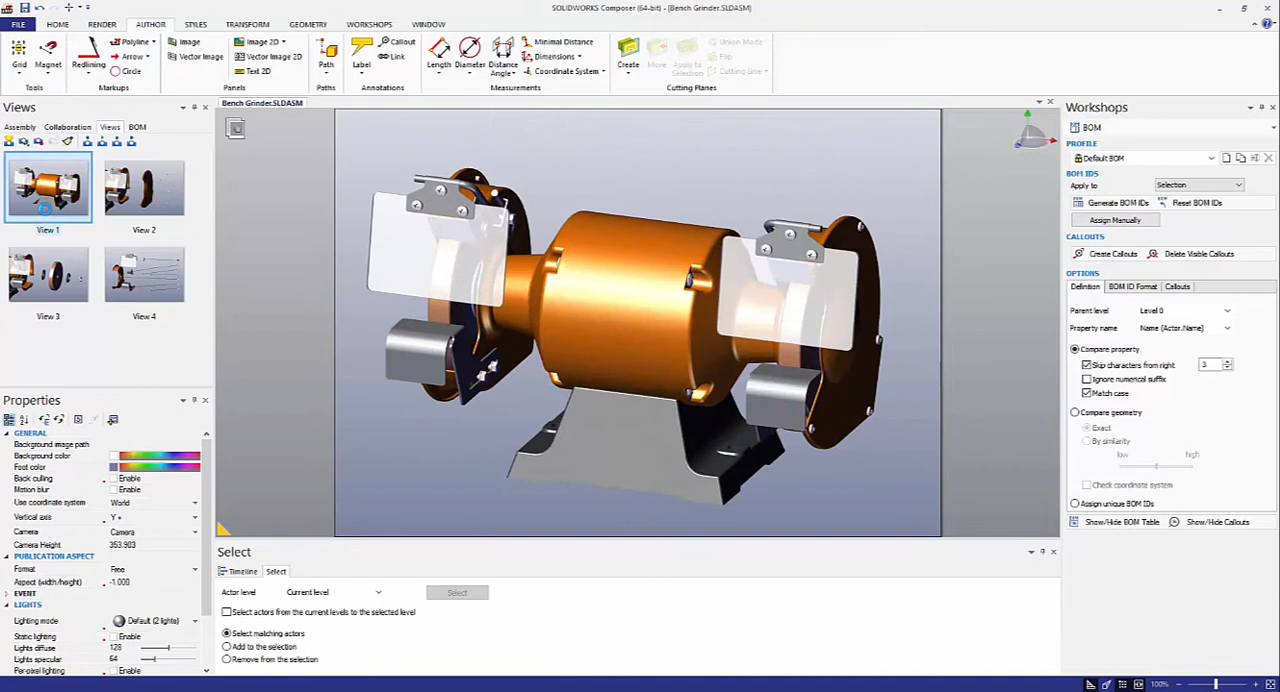 SOLIDWORKS Composer (64-bit) - [Bench Grinder.SLDASM]
FILE HOME RENDER AUTHOR STYLES TRANSFORM GEOMETRY WORKSHOPS WINDOW
Grid Magnet Redlining Polyline Arrow Circle Image Vector Image Image 2D Vector Image 2D Text 2D Path Label Callout Link Length Diameter Distance Angle Minimal Distance Dimensions Coordinate System Create Move Apply to Selection Union Mode Flip Cutting Line
Tools Markups Panels Paths Annotations Measurements Cutting Planes
Views
Assembly Collaboration Views BOM
View 1 View 2
View 3 View 4
Properties
GENERAL
Background image path
Background color
Foot color
Back culling Enable
Motion blur Enable
Use coordinate system World
Vertical axis Y +
Camera Camera
Camera Height 353.903
PUBLICATION ASPECT
Format Free
Aspect (width/height) -1.000
EVENT
LIGHTS
Lighting mode Default (2 lights)
Static lighting Enable
Lights diffuse 128
Lights specular 64
Per-pixel lighting Enable
Bench Grinder.SLDASM
Select
Timeline Select
Actor level Current level Select
Select actors from the current levels to the selected level
Select matching actors
Add to the selection
Remove from the selection
Workshops
BOM
PROFILE
Default BOM
BOM IDS
Apply to Selection
Generate BOM IDs Reset BOM IDs
Assign Manually
CALLOUTS
Create Callouts Delete Visible Callouts
OPTIONS
Definition BOM ID Format Callouts
Parent level Level 0
Property name Name (Actor.Name)
Compare property
Skip characters from right 3
Ignore numerical suffix
Match case
Compare geometry
Exact
By similarity
low high
Check coordinate system
Assign unique BOM IDs
Show/Hide BOM Table Show/Hide Callouts
100%